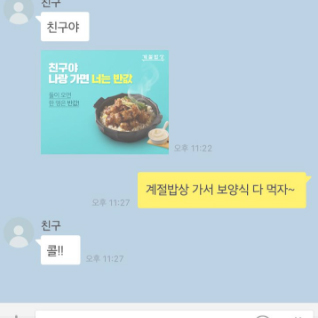 친구
친구야
친구야
나랑 가면 너는 반값
오후 11:22
계절밥상 가서 보양식 다 먹자~
오후 11:27
친구
콜!!
오후 11:27